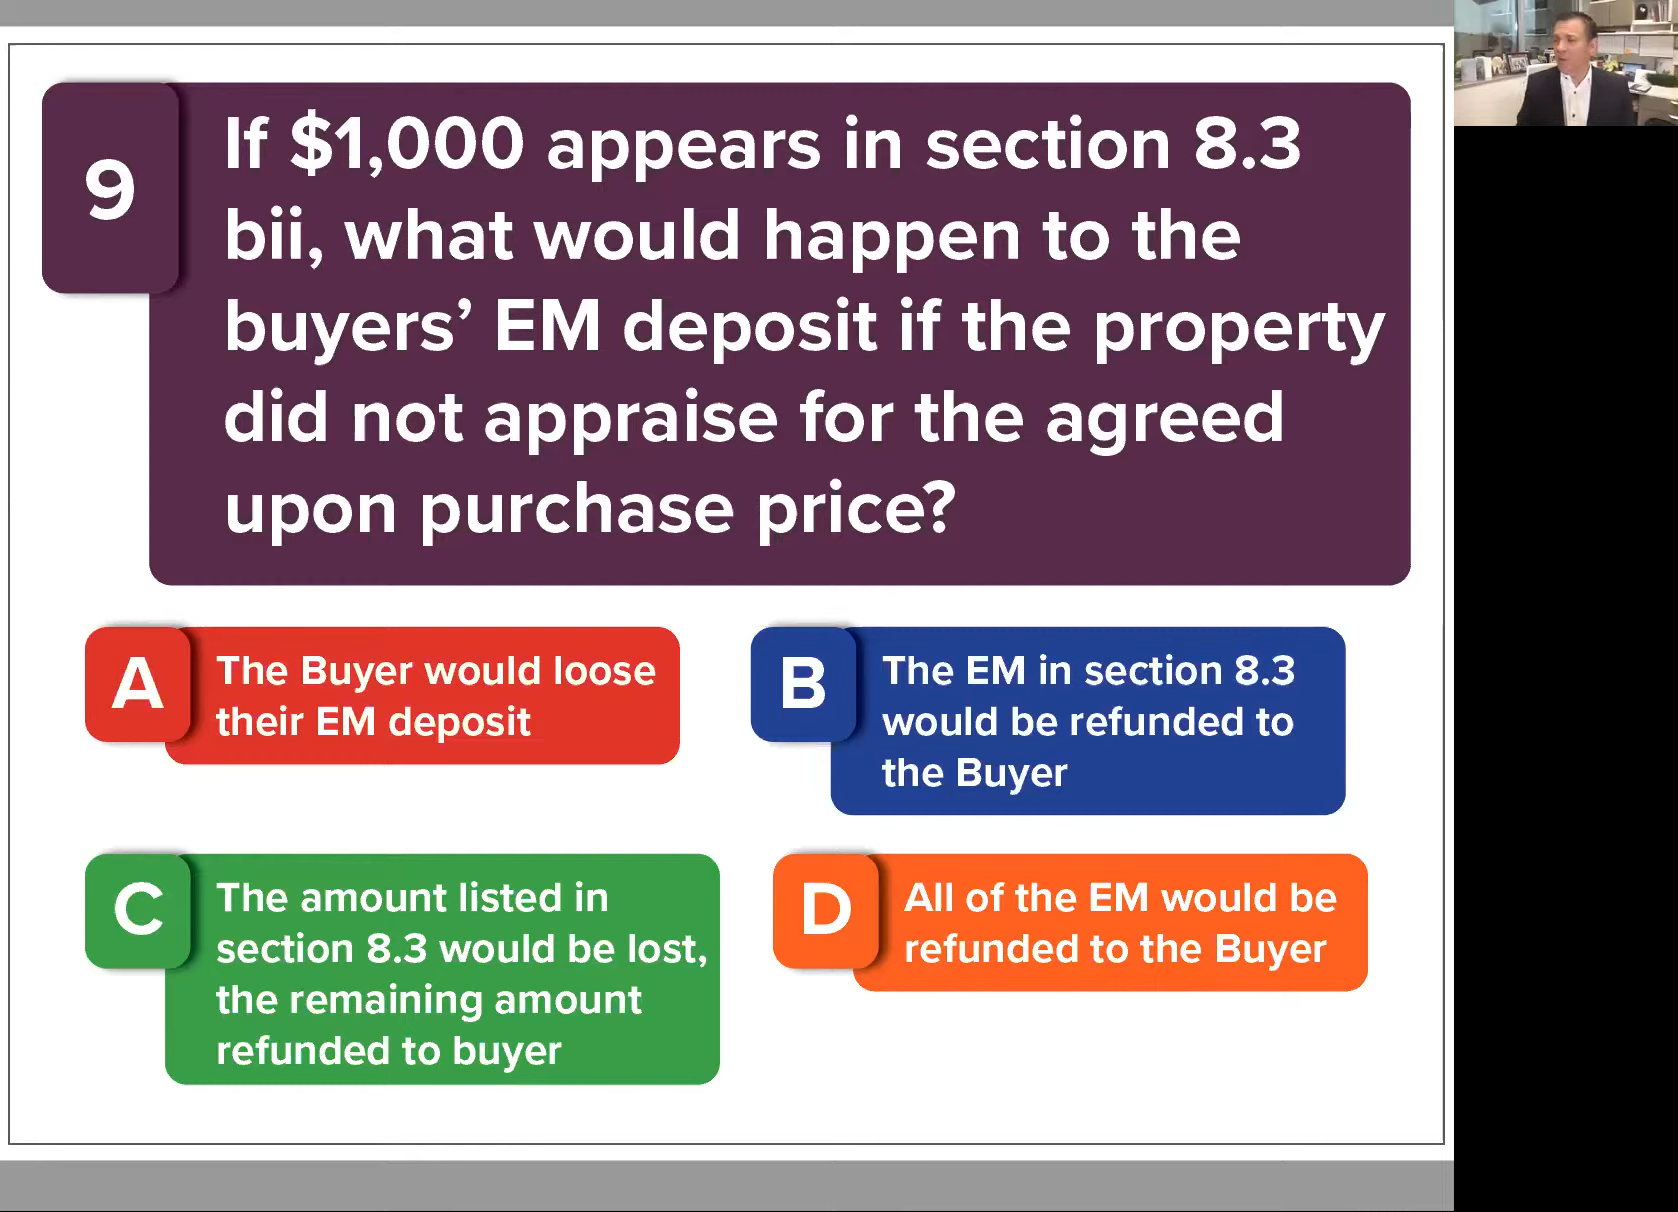 9
If $1,000 appears in section 8.3
bii, what would happen to the
buyers’ EM deposit if the property
did not appraise for the agreed
upon purchase price?
A
The Buyer would loose
their EM deposit
B
The EM in section 8.3
would be refunded to
the Buyer
C
The amount listed in
section 8.3 would be lost,
the remaining amount
refunded to buyer
D
All of the EM would be
refunded to the Buyer